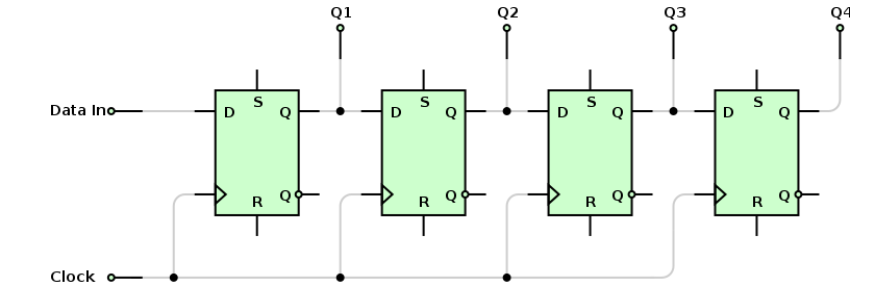 Q1 Q2 Q3 Q4
S S S S
Data In D Q D Q D Q D Q
R Q R Q R Q R Q
Clock